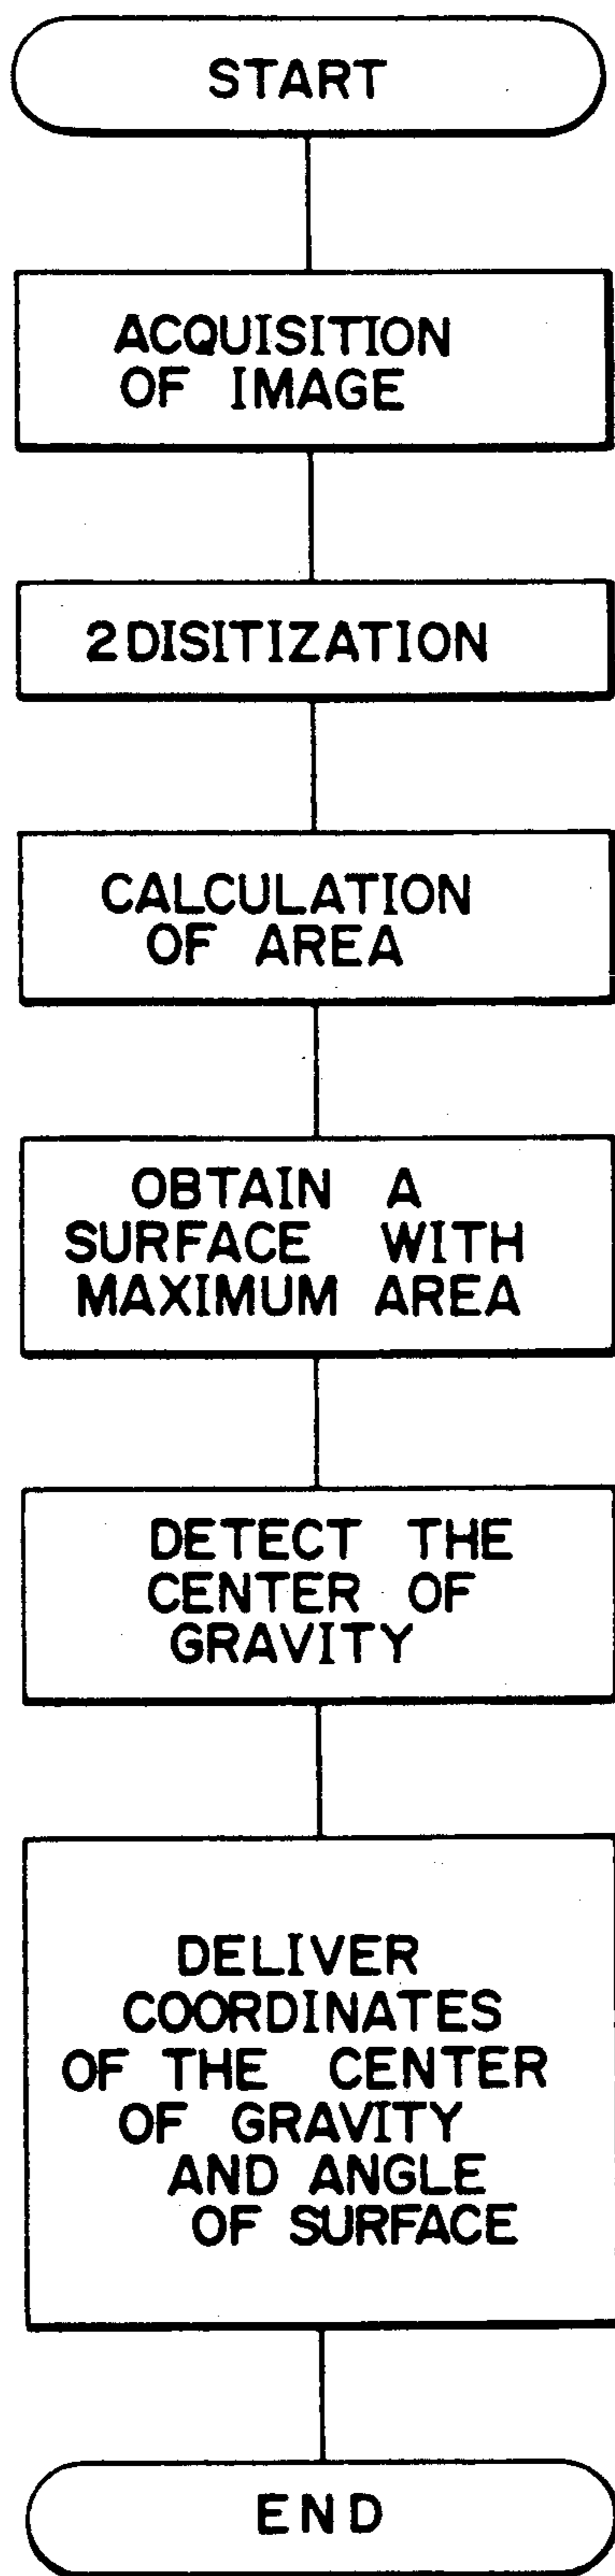 START
ACQUISITION
OF IMAGE
2DISITIZATION
CALCULATION
OF AREA
OBTAIN A
SURFACE WITH
MAXIMUM AREA
DETECT THE
CENTER OF
GRAVITY
DELIVER
COORDINATES
OF THE CENTER
OF GRAVITY
AND ANGLE
OF SURFACE
END